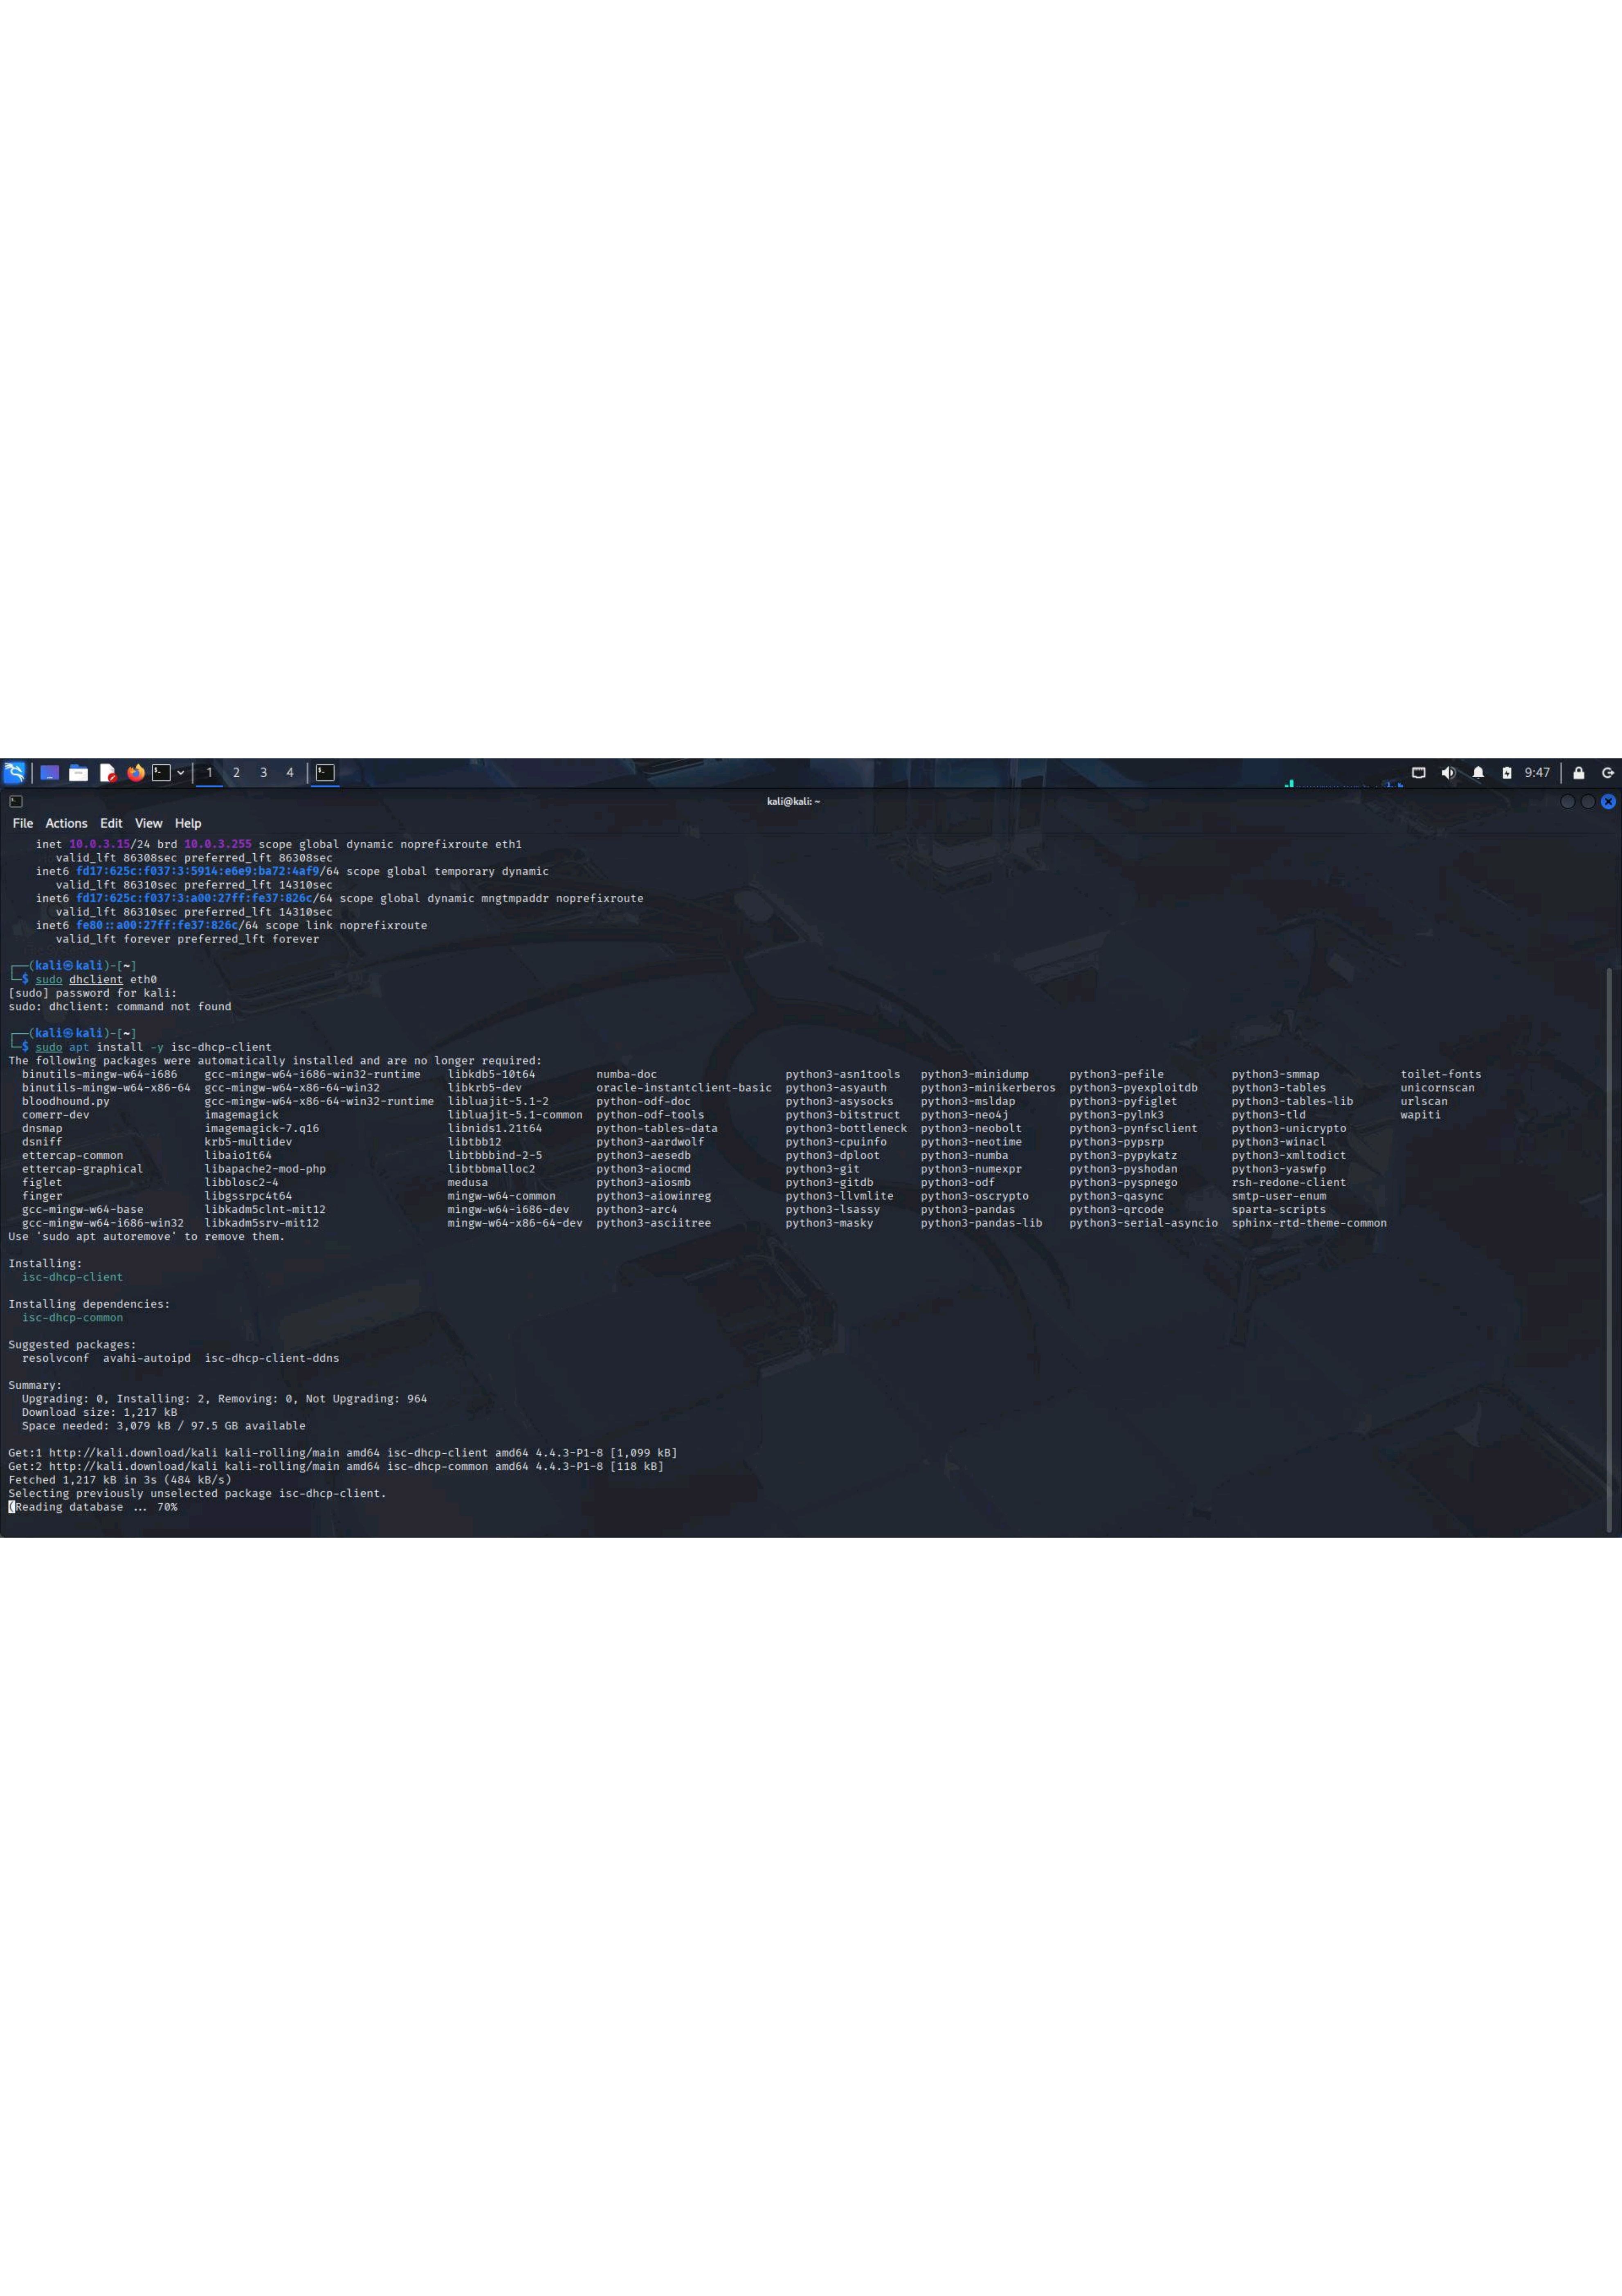 1 2 3 4
9:47
kali@kali: ~
File Actions Edit View Help
inet 10.0.3.15/24 brd 10.0.3.255 scope global dynamic noprefixroute eth1
valid_lft 86308sec preferred_lft 86308sec
inet6 fd17:625c:f037:3:5914:e6e9:ba72:4af9/64 scope global temporary dynamic
valid_lft 86310sec preferred_lft 14310sec
inet6 fd17:625c:f037:3:a00:27ff:fe37:826c/64 scope global dynamic mngtmpaddr noprefixroute
valid_lft 86310sec preferred_lft 14310sec
inet6 fe80::a00:27ff:fe37:826c/64 scope link noprefixroute
valid_lft forever preferred_lft forever
┌──(kali㉿kali)-[~]
└─$ sudo dhclient eth0
[sudo] password for kali:
sudo: dhclient: command not found
┌──(kali㉿kali)-[~]
└─$ sudo apt install -y isc-dhcp-client
The following packages were automatically installed and are no longer required:
binutils-mingw-w64-i686 gcc-mingw-w64-i686-win32-runtime libkdb5-10t64 numba-doc python3-asn1tools python3-minidump python3-pefile python3-smmap toilet-fonts
binutils-mingw-w64-x86-64 gcc-mingw-w64-x86-64-win32 libkrb5-dev oracle-instantclient-basic python3-asyauth python3-minikerberos python3-pyexploitdb python3-tables unicornscan
bloodhound.py gcc-mingw-w64-x86-64-win32-runtime libluajit-5.1-2 python-odf-doc python3-asysocks python3-msldap python3-pyfiglet python3-tables-lib urlscan
comerr-dev imagemagick libluajit-5.1-common python-odf-tools python3-bitstruct python3-neo4j python3-pylnk3 python3-tld wapiti
dnsmap imagemagick-7.q16 libnids1.21t64 python-tables-data python3-bottleneck python3-neobolt python3-pynfsclient python3-unicrypto
dsniff krb5-multidev libtbb12 python3-aardwolf python3-cpuinfo python3-neotime python3-pypsrp python3-winacl
ettercap-common libaio1t64 libtbbbind-2-5 python3-aesedb python3-dploot python3-numba python3-pypykatz python3-xmltodict
ettercap-graphical libapache2-mod-php libtbbmalloc2 python3-aiocmd python3-git python3-numexpr python3-pyshodan python3-yaswfp
figlet libblosc2-4 medusa python3-aiosmb python3-gitdb python3-odf python3-pyspnego rsh-redone-client
finger libgssrpc4t64 mingw-w64-common python3-aiowinreg python3-llvmlite python3-oscrypto python3-qasync smtp-user-enum
gcc-mingw-w64-base libkadm5clnt-mit12 mingw-w64-i686-dev python3-arc4 python3-lsassy python3-pandas python3-qrcode sparta-scripts
gcc-mingw-w64-i686-win32 libkadm5srv-mit12 mingw-w64-x86-64-dev python3-asciitree python3-masky python3-pandas-lib python3-serial-asyncio sphinx-rtd-theme-common
Use 'sudo apt autoremove' to remove them.
Installing:
isc-dhcp-client
Installing dependencies:
isc-dhcp-common
Suggested packages:
resolvconf avahi-autoipd isc-dhcp-client-ddns
Summary:
Upgrading: 0, Installing: 2, Removing: 0, Not Upgrading: 964
Download size: 1,217 kB
Space needed: 3,079 kB / 97.5 GB available
Get:1 http://kali.download/kali kali-rolling/main amd64 isc-dhcp-client amd64 4.4.3-P1-8 [1,099 kB]
Get:2 http://kali.download/kali kali-rolling/main amd64 isc-dhcp-common amd64 4.4.3-P1-8 [118 kB]
Fetched 1,217 kB in 3s (484 kB/s)
Selecting previously unselected package isc-dhcp-client.
(Reading database ... 70%